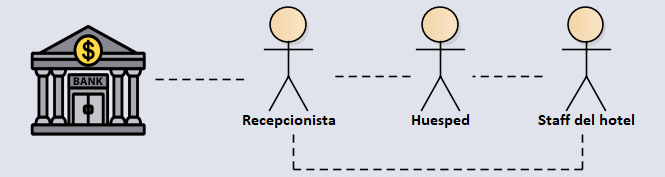 $
BANK
Recepcionista
Huesped
Staff del hotel